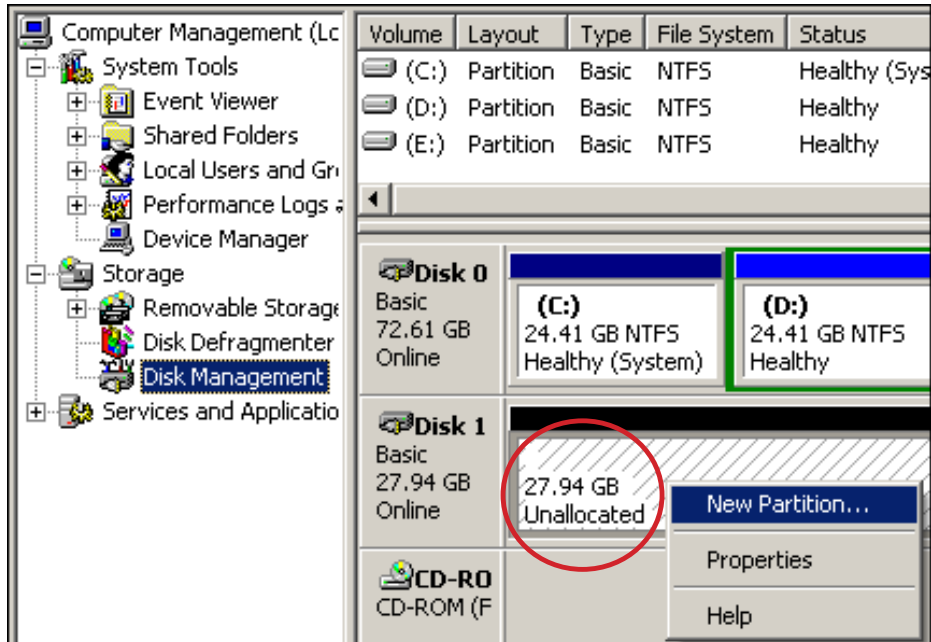 Computer Management (Lc
System Tools
Event Viewer
Shared Folders
Local Users and Gr
Performance Logs a
Device Manager
Storage
Removable Storage
Disk Defragmenter
Disk Management
Services and Applicatio
Volume Layout Type File System Status
(C:) Partition Basic NTFS Healthy (Sys
(D:) Partition Basic NTFS Healthy
(E:) Partition Basic NTFS Healthy
Disk 0
Basic
72.61 GB
Online
(C:)
24.41 GB NTFS
Healthy (System)
(D:)
24.41 GB NTFS
Healthy
Disk 1
Basic
27.94 GB
Online
27.94 GB
Unallocated
New Partition...
Properties
Help
CD-RO
CD-ROM (F